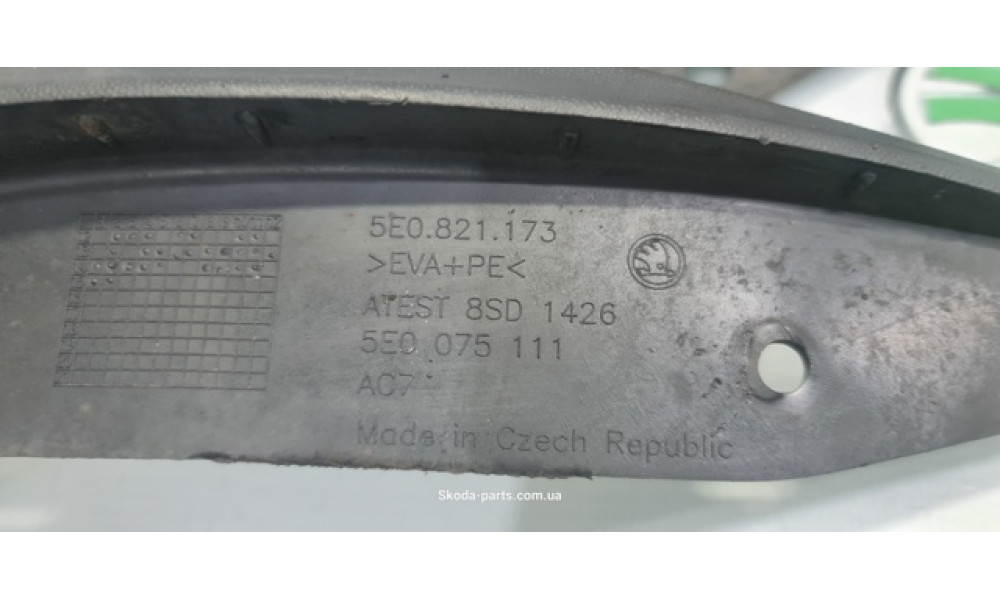 5E0.821.173
>EVA+PE<
ATEST 8SD 1426
5E0 075 111
AC7
Made in Czech Republic
Skoda-parts.com.ua